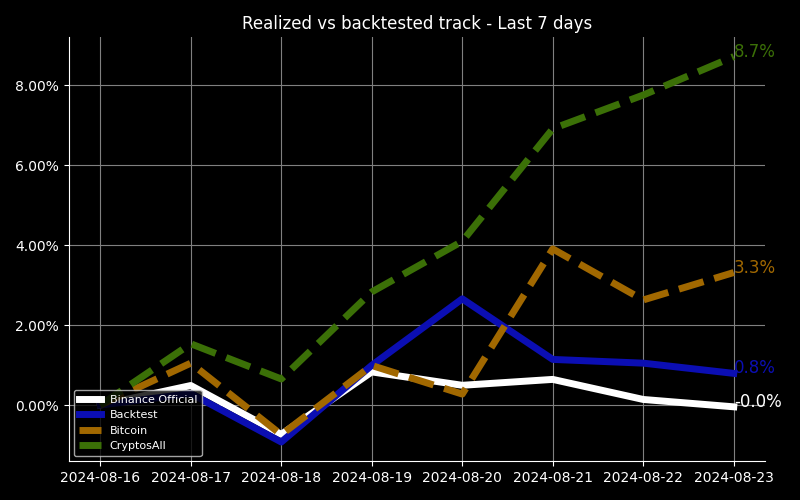 Realized vs backtested track - Last 7 days
8.7%
8.00%
6.00%
4.00%
3.3%
2.00%
0.8%
0.00%
-0.0%
Binance Official
Backtest
Bitcoin
CryptosAll
2024-08-16 2024-08-17 2024-08-18 2024-08-19 2024-08-20 2024-08-21 2024-08-22 2024-08-23